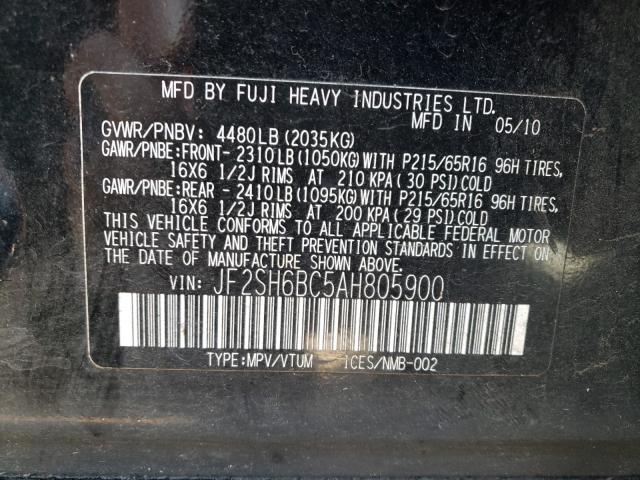 MFD BY FUJI HEAVY INDUSTRIES LTD.
MFD IN 05/10
GVWR/PNBV: 4480LB(2035KG)
GAWR/PNBE:FRONT- 2310LB(1050KG)WITH P215/65R16 96H TIRES,
16X6 1/2J RIMS AT 210 KPA(30 PSI)COLD
GAWR/PNBE:REAR - 2410LB(1095KG)WITH P215/65R16 96H TIRES,
16X6 1/2J RIMS AT 200 KPA(29 PSI)COLD
THIS VEHICLE CONFORMS TO ALL APPLICABLE FEDERAL MOTOR
VEHICLE SAFETY AND THEFT PREVENTION STANDARDS IN EFFECT ON
THE DATE OF MANUFACTURE SHOWN ABOVE.
VIN: JF2SH6BC5AH805900
TYPE:MPV/VTUM ICES/NMB-002